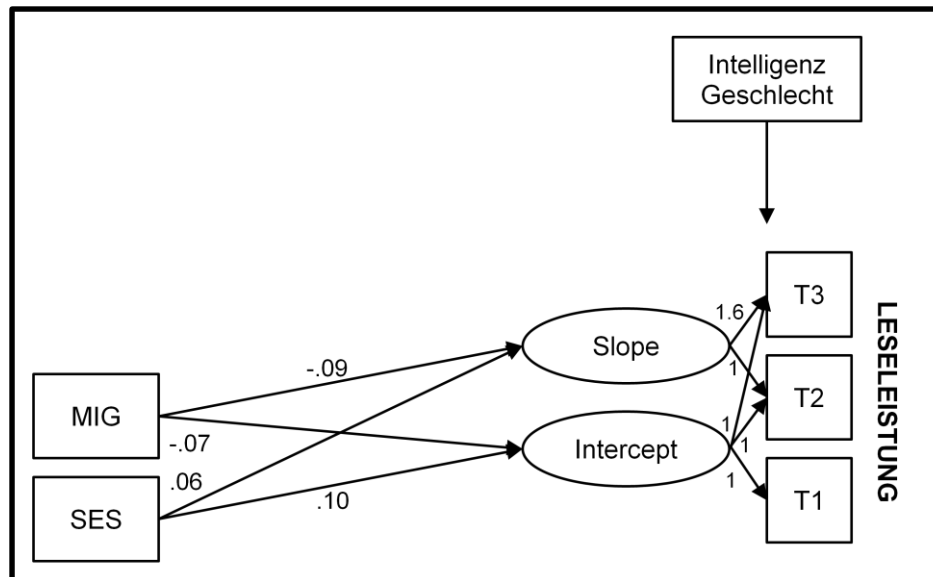 Intelligenz
Geschlecht
T3
1.6
Slope
1
-.09
T2
MIG
-.07
Intercept
1
1
1
T1
.06
.10
SES
LESELEISTUNG